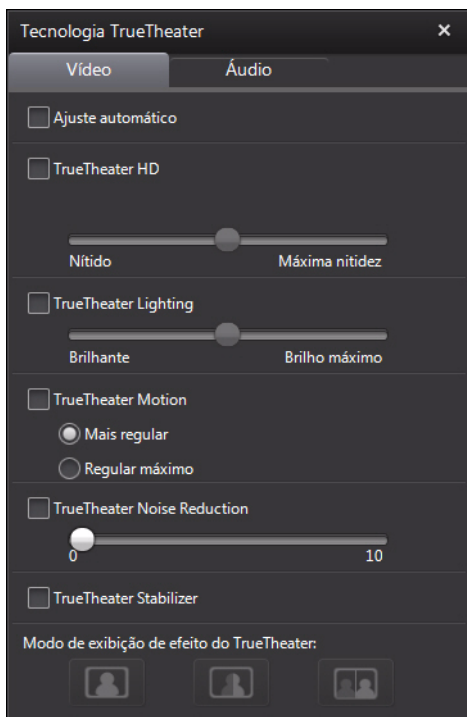 Tecnologia TrueTheater
Vídeo Áudio
Ajuste automático
TrueTheater HD
Nítido Máxima nitidez
TrueTheater Lighting
Brilhante Brilho máximo
TrueTheater Motion
Mais regular
Regular máximo
TrueTheater Noise Reduction
0 10
TrueTheater Stabilizer
Modo de exibição de efeito do TrueTheater: